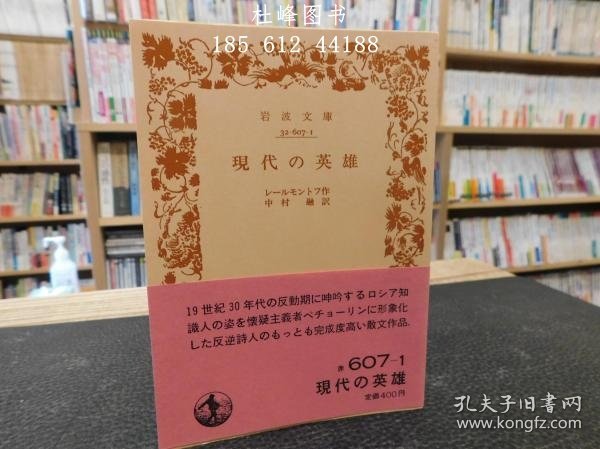 杜峰图书
185 612 44188
岩波文庫
32-607-1
現代の英雄
レールモントフ作
中村 融訳
19世紀30年代の反動期に呻吟するロシア知
識人の姿を懐疑主義者ペチョーリンに形象化
した反逆詩人のもっとも完成度高い散文作品.
赤 607-1
現代の英雄
定価400円
孔夫子旧书网
www.kongfz.com